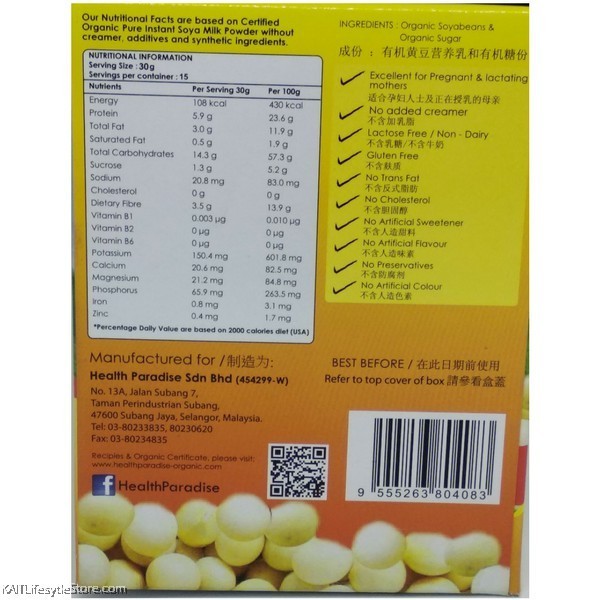 Our Nutritional Facts are based on Certified
Organic Pure Instant Soya Milk Powder without
creamer, additives and synthetic ingredients.
NUTRITIONAL INFORMATION
Serving Size : 30g
Servings per container : 15
Nutrients Per Serving 30g Per 100g
Energy 108 kcal 430 kcal
Protein 5.9 g 23.6 g
Total Fat 3.0 g 11.9 g
Saturated Fat 0.5 g 1.9 g
Total Carbohydrates 14.3 g 57.3 g
Sucrose 1.3 g 5.2 g
Sodium 20.8 mg 83.0 mg
Cholesterol 0 g 0 g
Dietary Fibre 3.5 g 13.9 g
Vitamin B1 0.003 µg 0.010 µg
Vitamin B2 0 µg 0 µg
Vitamin B6 0 µg 0 µg
Potassium 150.4 mg 601.8 mg
Calcium 20.6 mg 82.5 mg
Magnesium 21.2 mg 84.8 mg
Phosphorus 65.9 mg 263.5 mg
Iron 0.8 mg 3.1 mg
Zinc 0.4 mg 1.7 mg
*Percentage Daily Value are based on 2000 calories diet (USA)
INGREDIENTS : Organic Soyabeans &
Organic Sugar
成份 : 有机黄豆营养乳和有机糖份
Excellent for Pregnant & lactating
mothers
适合孕妇人士及正在授乳的母亲
No added creamer
不含加乳脂
Lactose Free / Non - Dairy
不含乳糖/不含牛奶
Gluten Free
不含麸质
No Trans Fat
不含反式脂肪
No Cholesterol
不含胆固醇
No Artificial Sweetener
不含人造甜料
No Artificial Flavour
不含人造味素
No Preservatives
不含防腐剂
No Artificial Colour
不含人造色素
Manufactured for /制造为:
Health Paradise Sdn Bhd (454299-W)
No. 13A, Jalan Subang 7,
Taman Perindustrian Subang,
47600 Subang Jaya, Selangor, Malaysia.
Tel: 03-80233835, 80230620
Fax: 03-80234835
Recipies & Organic Certificate, please visit:
www.healthparadise-organic.com
f HealthParadise
BEST BEFORE / 在此日期前使用
Refer to top cover of box 請參看盒蓋
9 555263 804083
KAITLifesytleStore.com